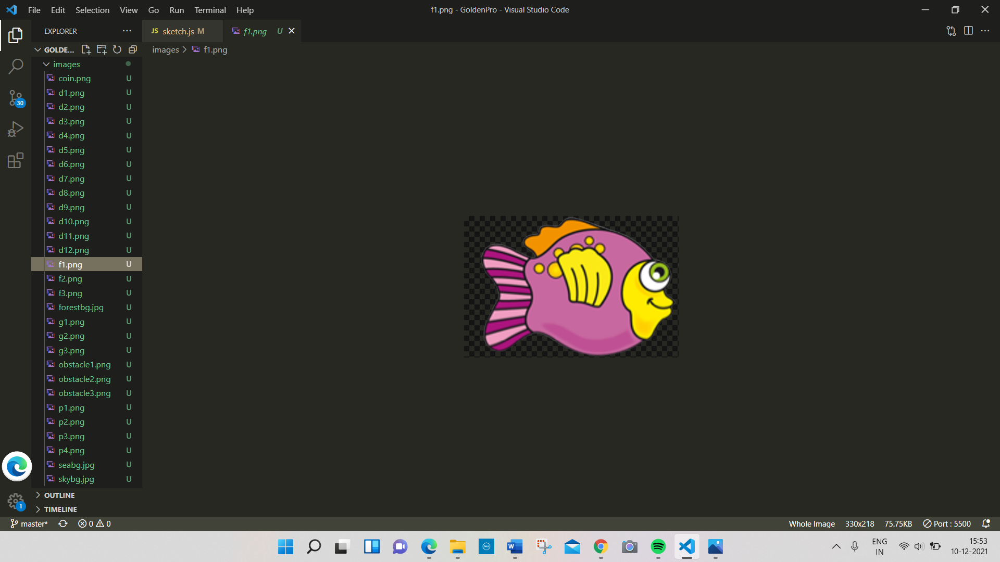 File Edit Selection View Go Run Terminal Help
f1.png - GoldenPro - Visual Studio Code
EXPLORER
JS sketch.js M
f1.png U
GOLDE...
images > f1.png
images
coin.png U
d1.png U
d2.png U
d3.png U
d4.png U
d5.png U
d6.png U
d7.png U
d8.png U
d9.png U
d10.png U
d11.png U
d12.png U
f1.png U
f2.png U
f3.png U
forestbg.jpg U
g1.png U
g2.png U
g3.png U
obstacle1.png U
obstacle2.png U
obstacle3.png U
p1.png U
p2.png U
p3.png U
p4.png U
seabg.jpg U
skybg.jpg U
30
1
OUTLINE
TIMELINE
master* 0 0
Whole Image 330x218 75.75KB Port : 5500
DELL
W
ENG
IN
15:53
10-12-2021